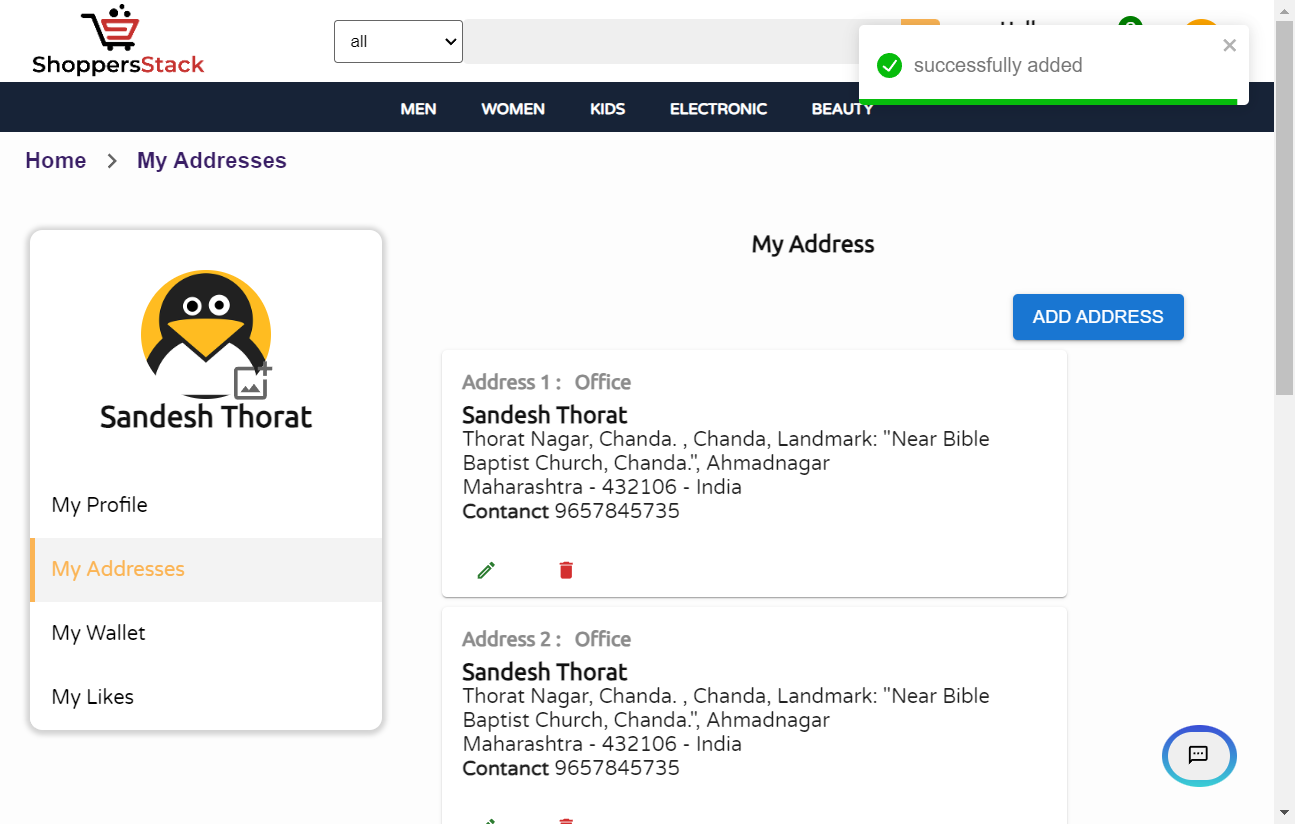 ShoppersStack
all
successfully added
MEN WOMEN KIDS ELECTRONIC BEAUTY
Home > My Addresses
My Address
ADD ADDRESS
Sandesh Thorat
My Profile
My Addresses
My Wallet
My Likes
Address 1 : Office
Sandesh Thorat
Thorat Nagar, Chanda. , Chanda, Landmark: "Near Bible
Baptist Church, Chanda.", Ahmadnagar
Maharashtra - 432106 - India
Contanct 9657845735
Address 2 : Office
Sandesh Thorat
Thorat Nagar, Chanda. , Chanda, Landmark: "Near Bible
Baptist Church, Chanda.", Ahmadnagar
Maharashtra - 432106 - India
Contanct 9657845735